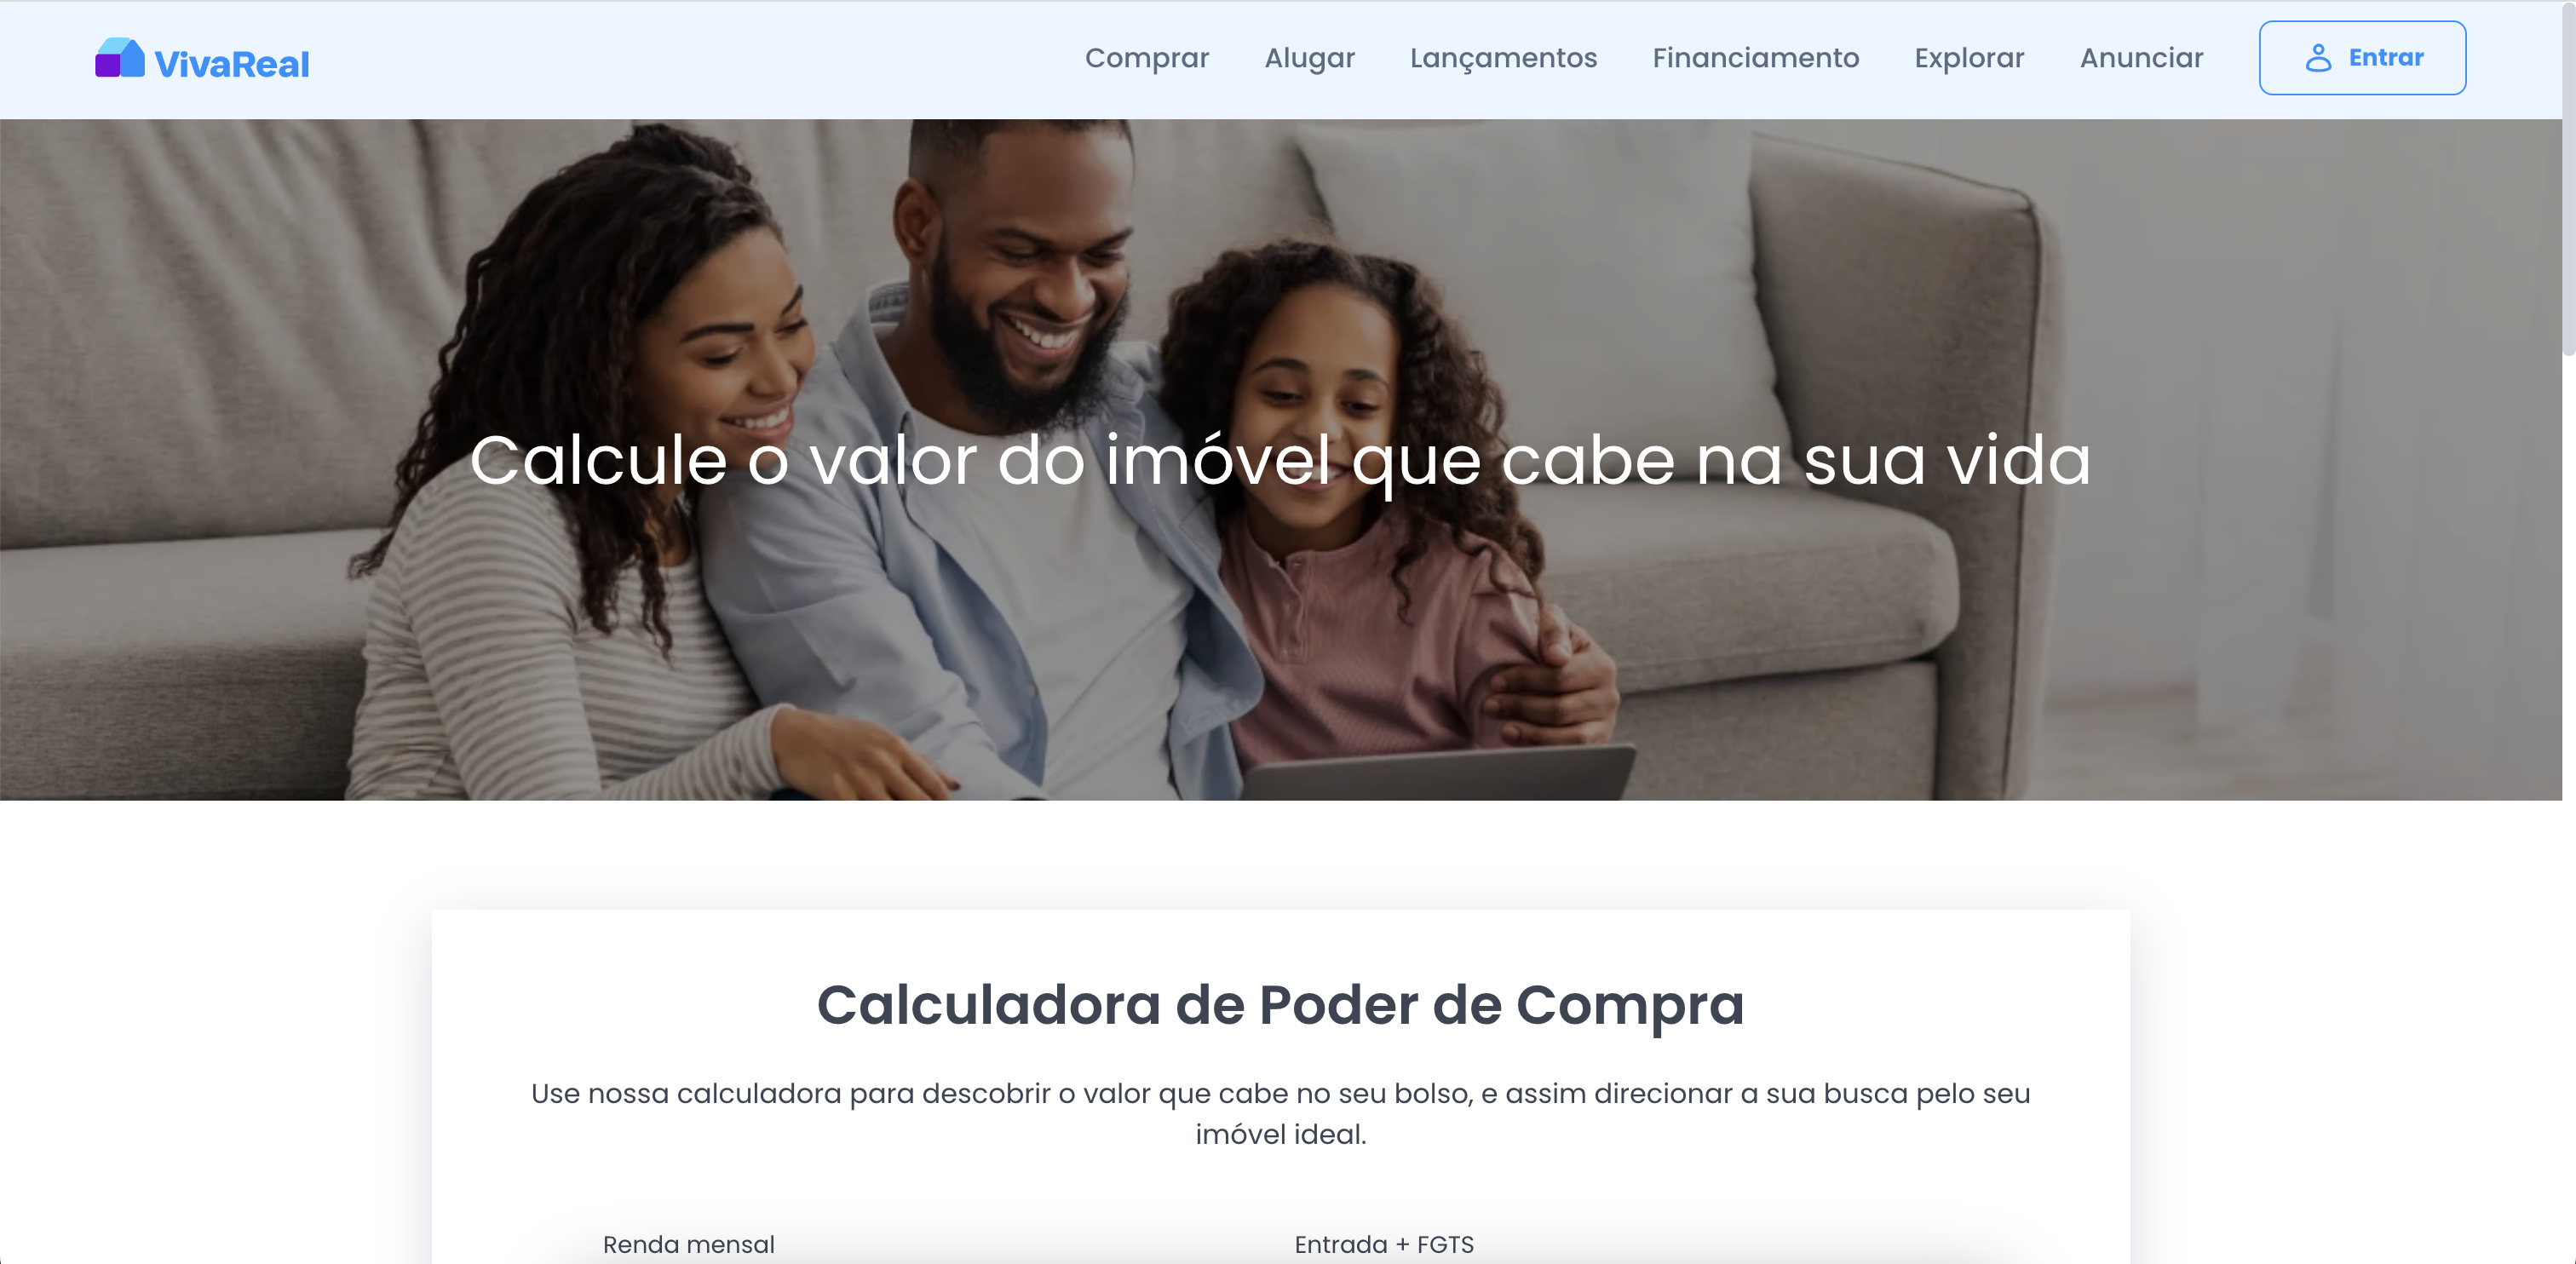 VivaReal
Comprar
Alugar
Lançamentos
Financiamento
Explorar
Anunciar
Entrar
Calcule o valor do imóvel que cabe na sua vida
Calculadora de Poder de Compra
Use nossa calculadora para descobrir o valor que cabe no seu bolso, e assim direcionar a sua busca pelo seu
imóvel ideal.
Renda mensal
Entrada + FGTS